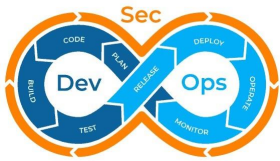 Sec
CODE
PLAN
BUILD
Dev
TEST
RELEASE
DEPLOY
Ops
OPERATE
MONITOR